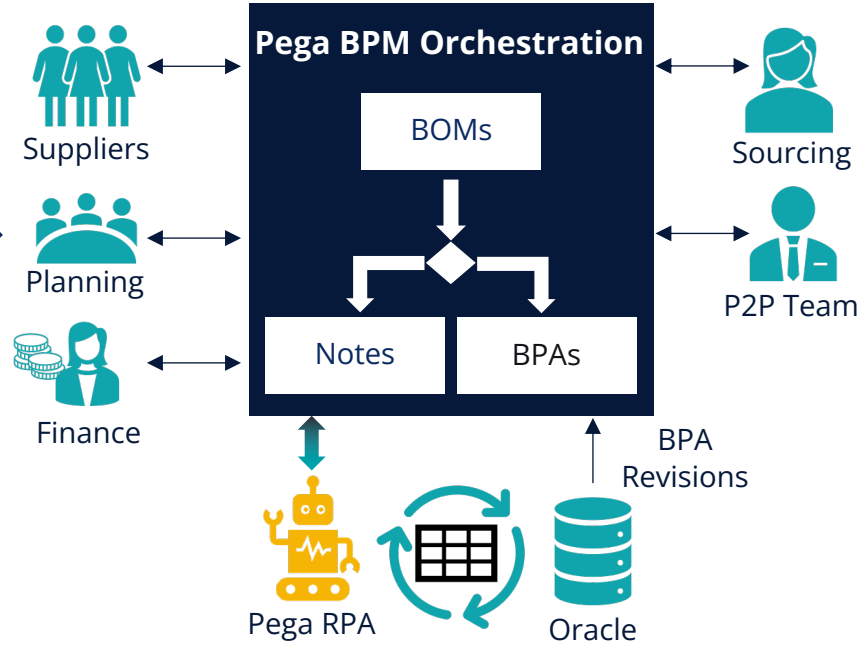 Pega BPM Orchestration
BOMs
Suppliers
Sourcing
Planning
P2P Team
Notes
BPAs
Finance
BPA
Revisions
Pega RPA
Oracle